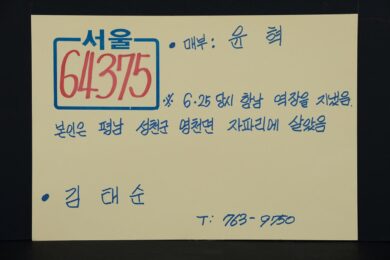 서울
64375
• 매부: 윤 혁
※ 6·25 당시 함남 역장을 지냈음
본인은 평남 성천군 영천면 자파리에 살았음
• 김 태 순
T: 763-9750